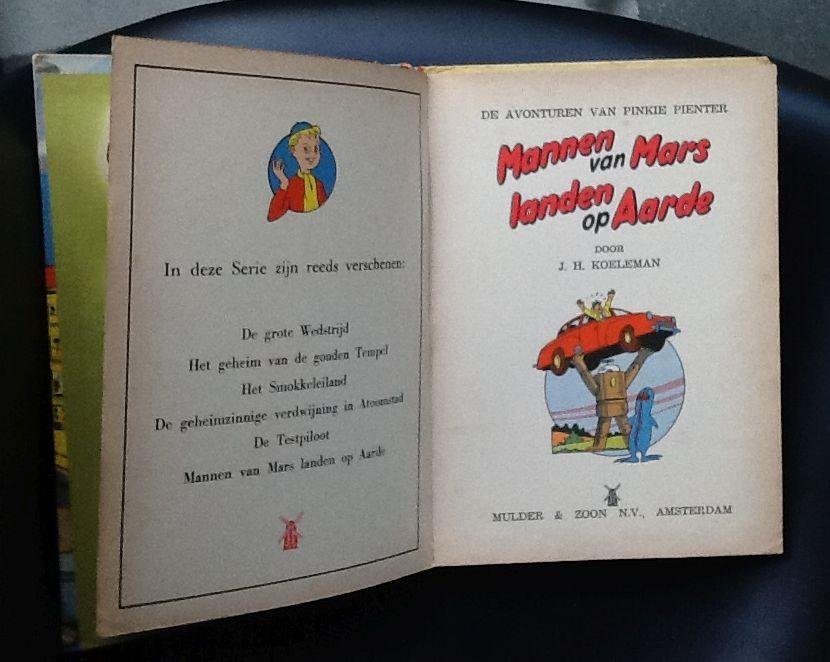 In deze Serie zijn reeds verschenen:
De grote Wedstrijd
Het geheim van de gouden Tempel
Het Smokkeleiland
De geheimzinnige verdwijning in Atoomstad
De Testpiloot
Mannen van Mars landen op Aarde
DE AVONTUREN VAN PINKIE PIENTER
Mannen van Mars
landen op Aarde
DOOR
J. H. KOELEMAN
MULDER & ZOON N.V., AMSTERDAM